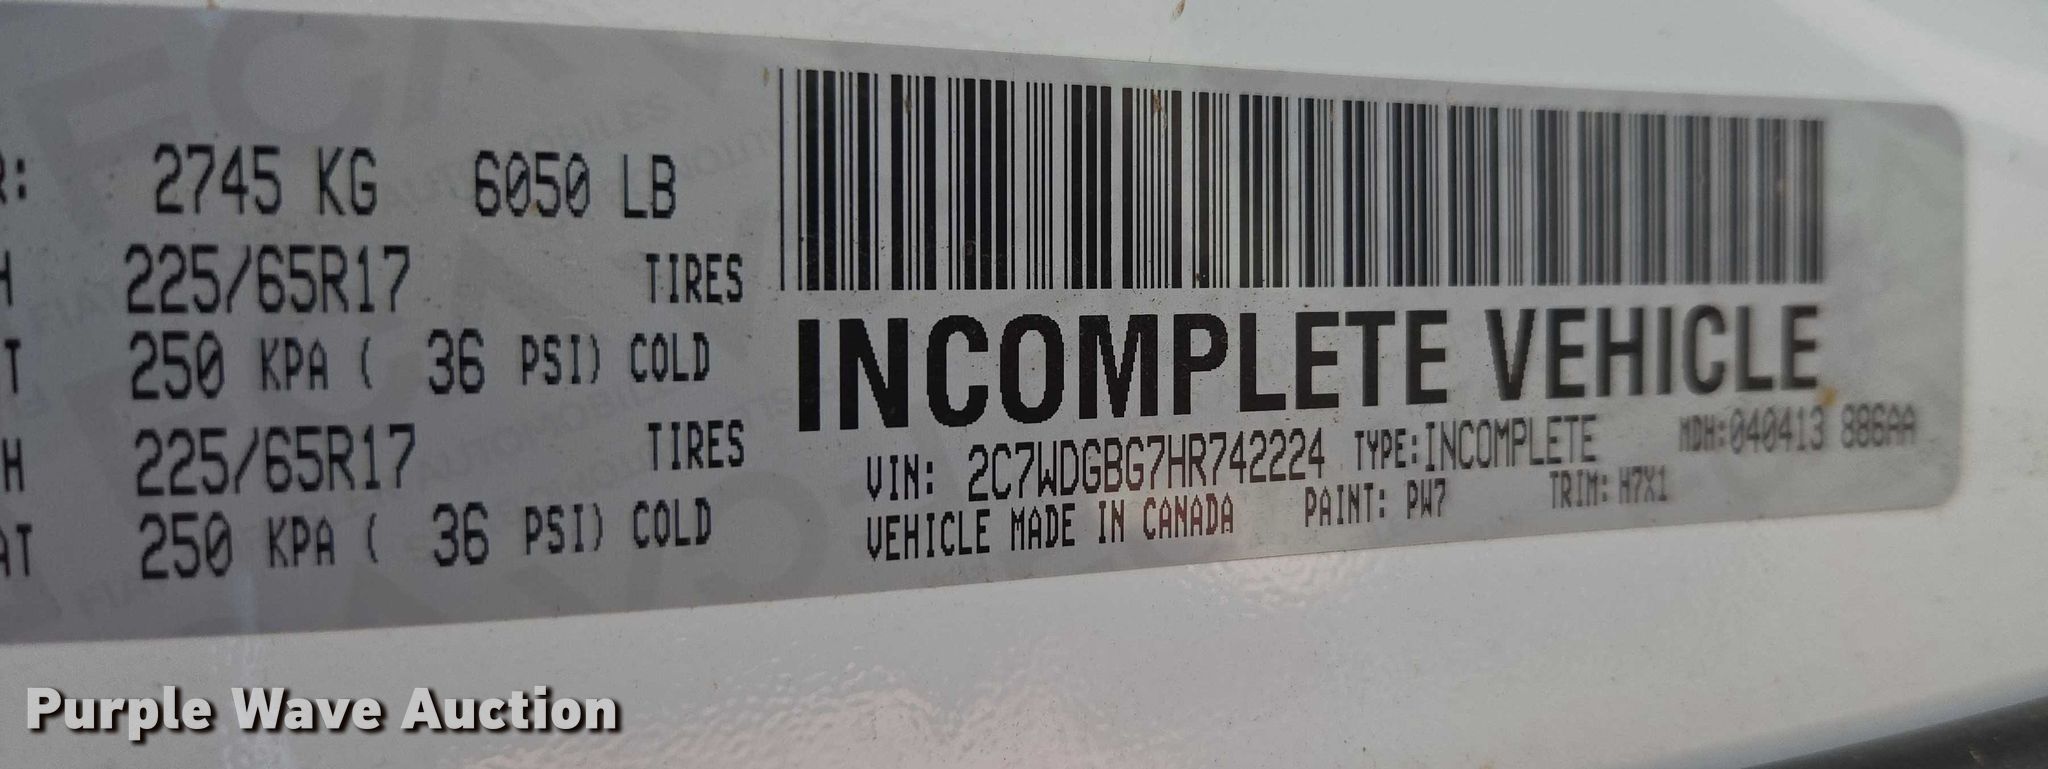 R: 2745 KG 6050 LB
H 225/65R17 TIRES
T 250 KPA ( 36 PSI) COLD
H 225/65R17 TIRES
AT 250 KPA ( 36 PSI) COLD
INCOMPLETE VEHICLE
VIN: 2C7WDGBG7HR742224 TYPE:INCOMPLETE MDH:040413 886AA
VEHICLE MADE IN CANADA PAINT: PW7 TRIM: H7X1
Purple Wave Auction